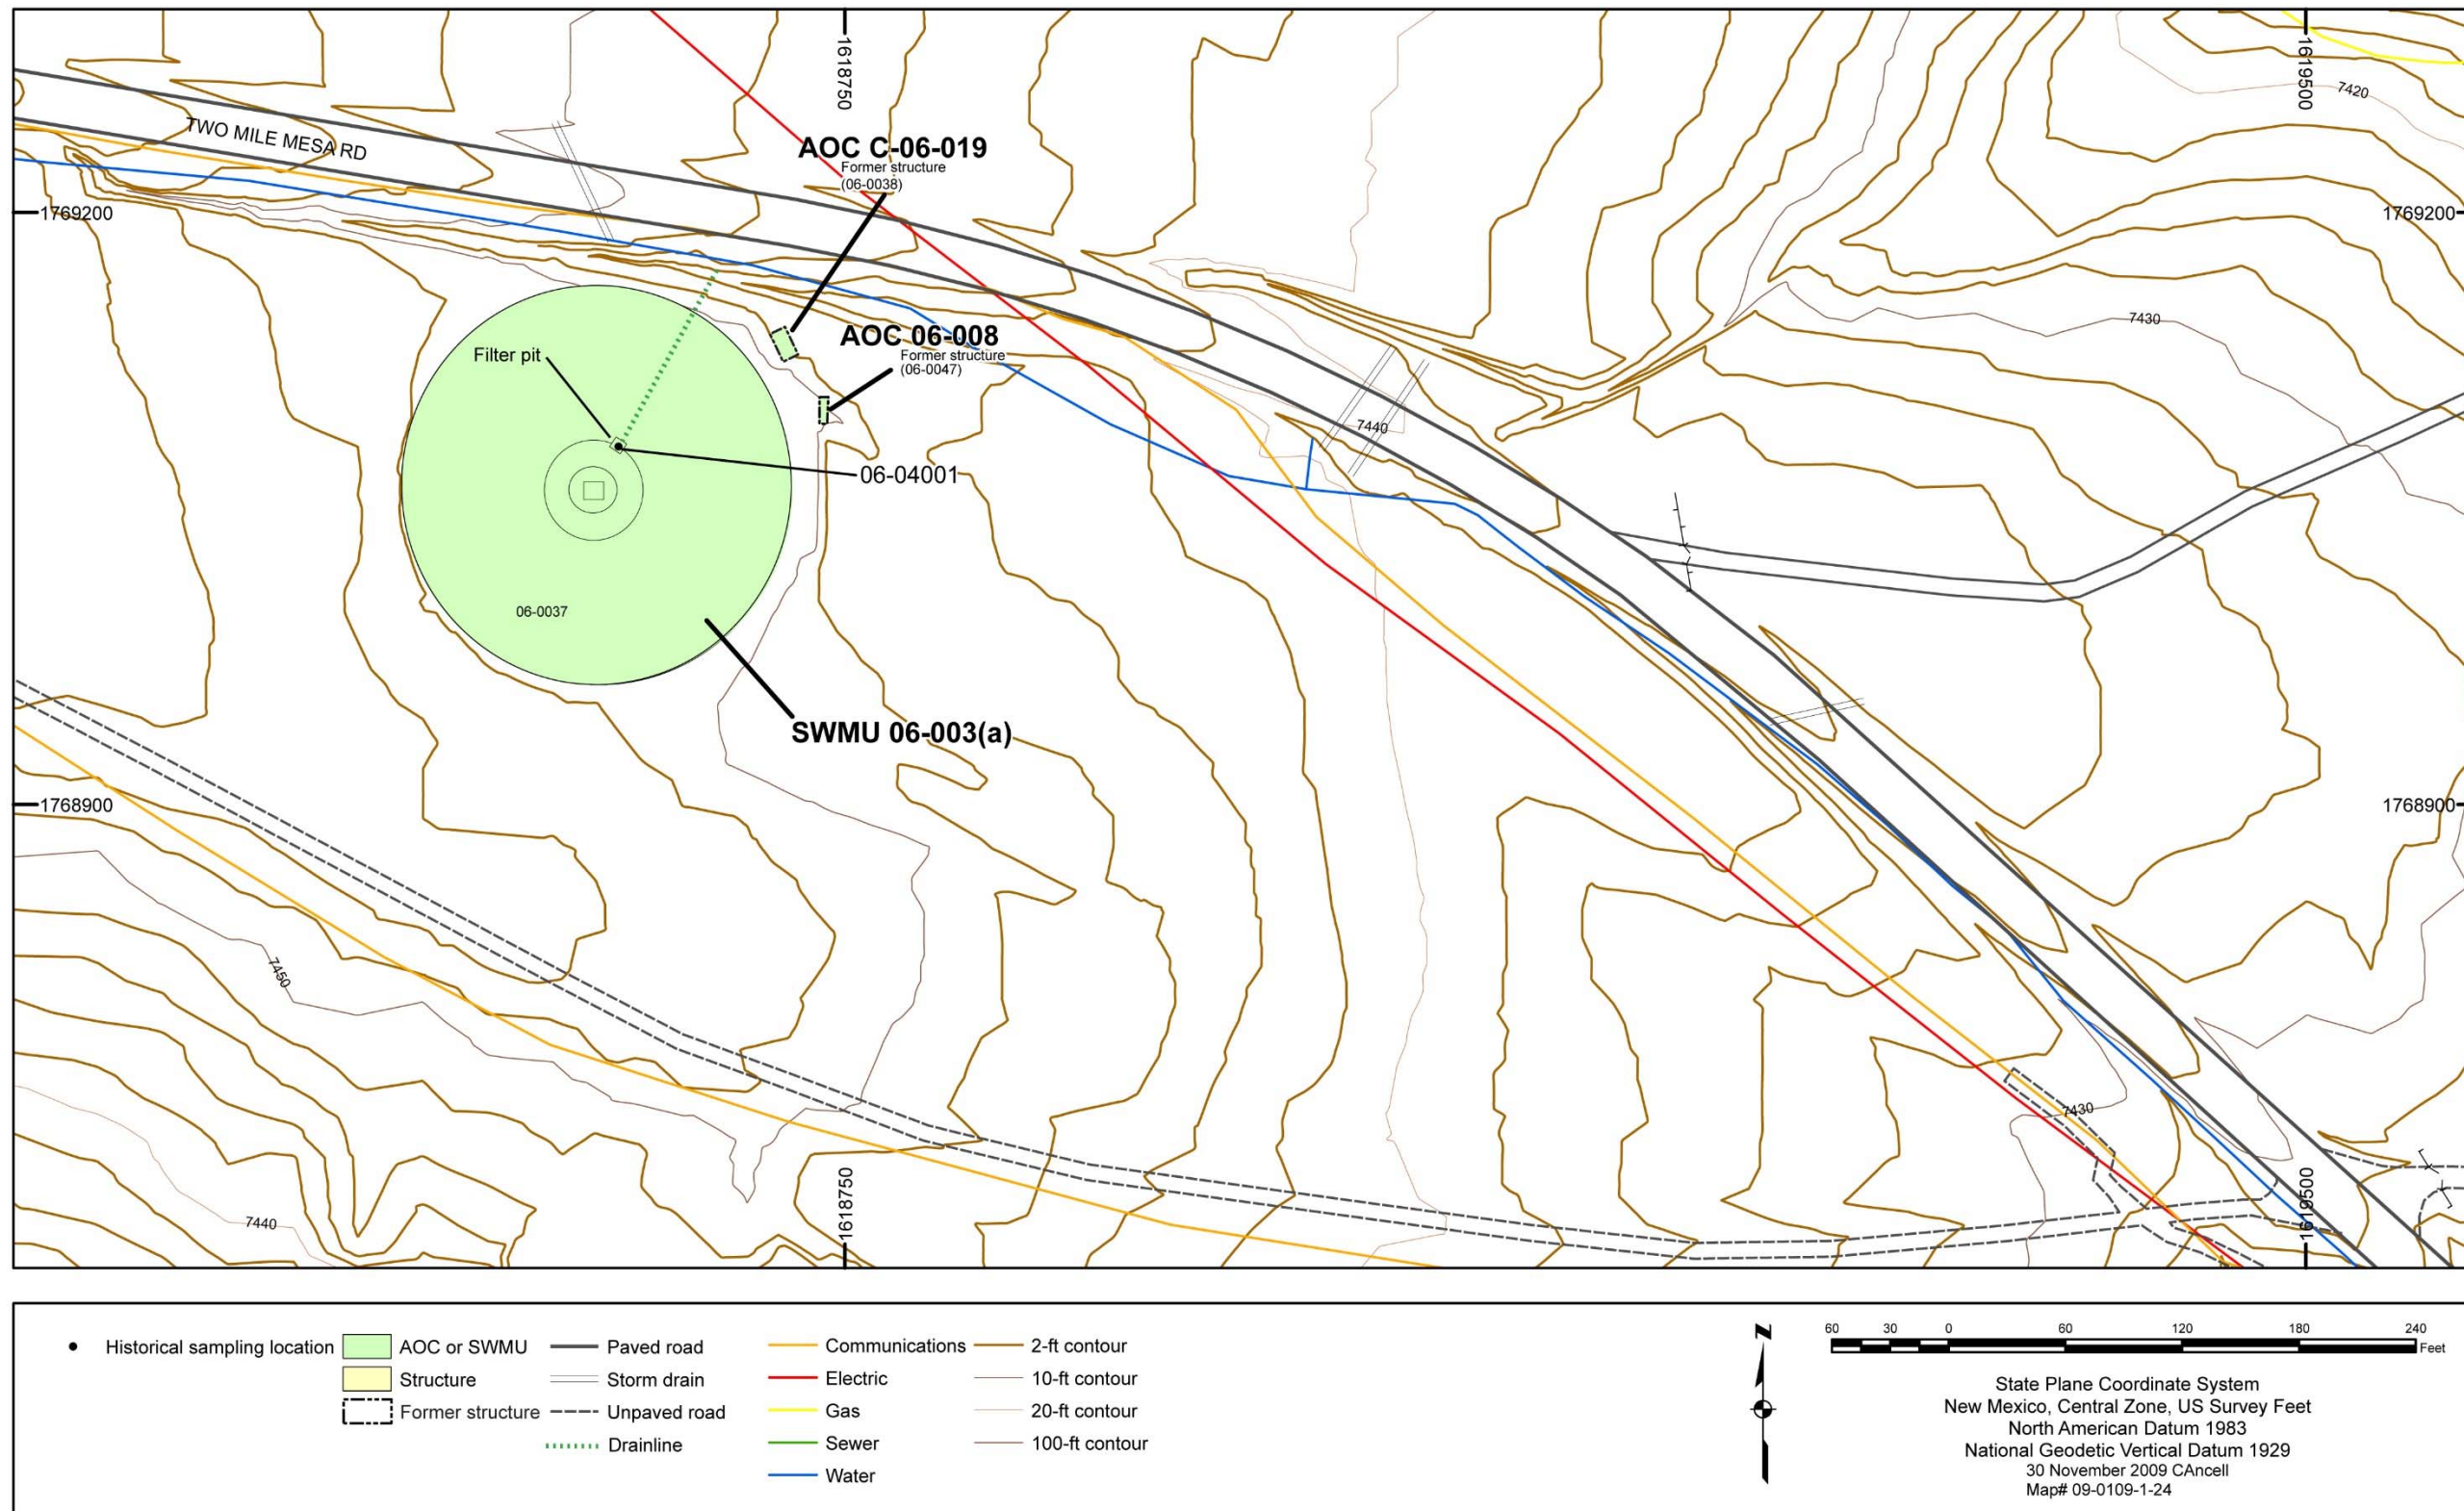 1618750
1619500
7420
TWO MILE MESA RD
AOC C-06-019
Former structure
(06-0038)
1769200
1769200
7430
AOC 06-008
Former structure
(06-0047)
Filter pit
7440
06-04001
06-0037
SWMU 06-003(a)
1768900
1768900
7450
7430
7440
1618750
1619500
Historical sampling location
AOC or SWMU
Structure
Former structure
Paved road
Storm drain
Unpaved road
Drainline
Communications
Electric
Gas
Sewer
Water
2-ft contour
10-ft contour
20-ft contour
100-ft contour
N
60 30 0 60 120 180 240
Feet
State Plane Coordinate System
New Mexico, Central Zone, US Survey Feet
North American Datum 1983
National Geodetic Vertical Datum 1929
30 November 2009 CAncell
Map# 09-0109-1-24